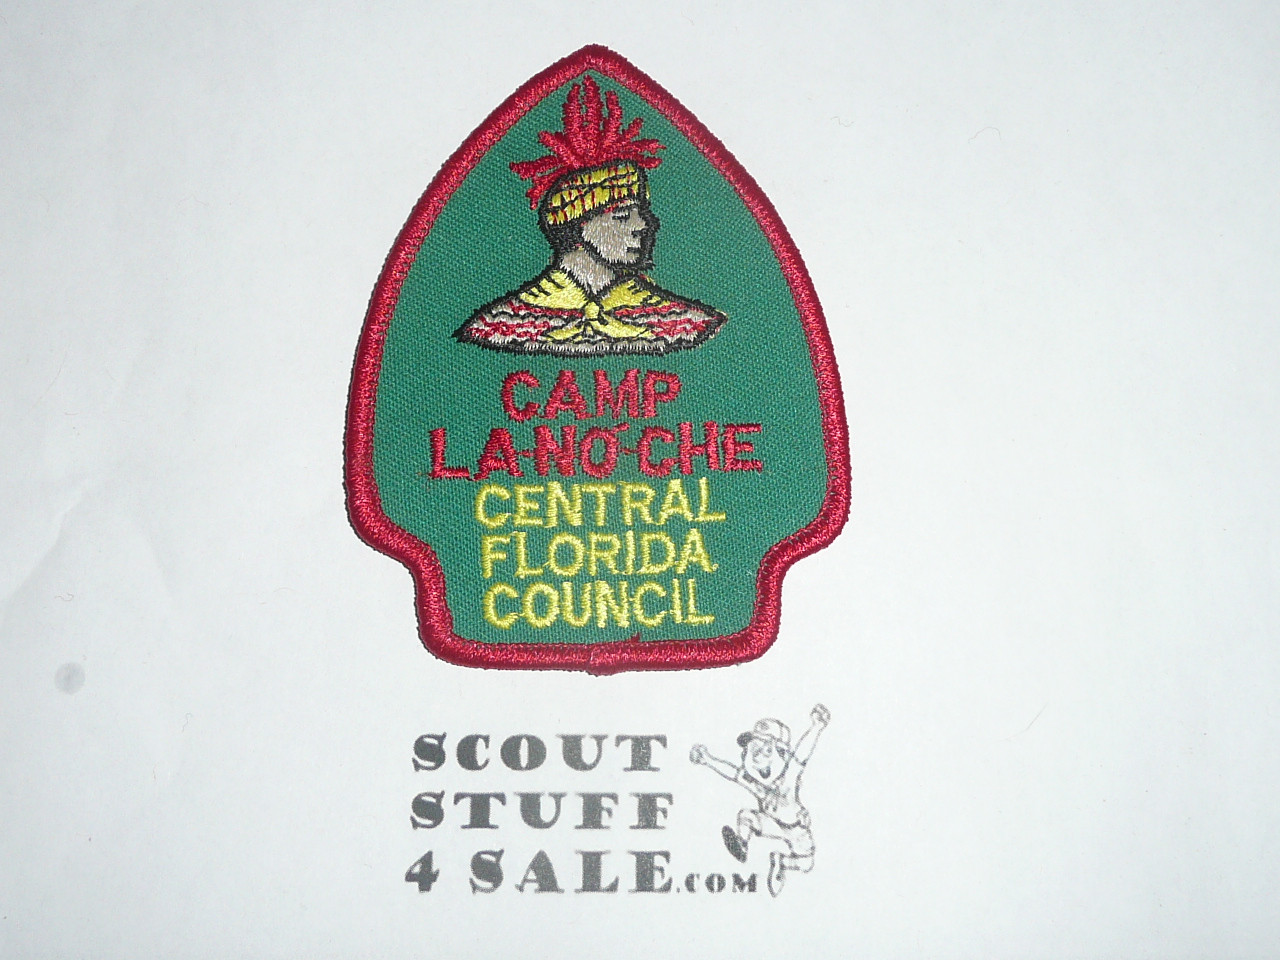 CAMP
LA-NO-CHE
CENTRAL
FLORIDA
COUNCIL
SCOUT
STUFF
4 SALE.COM